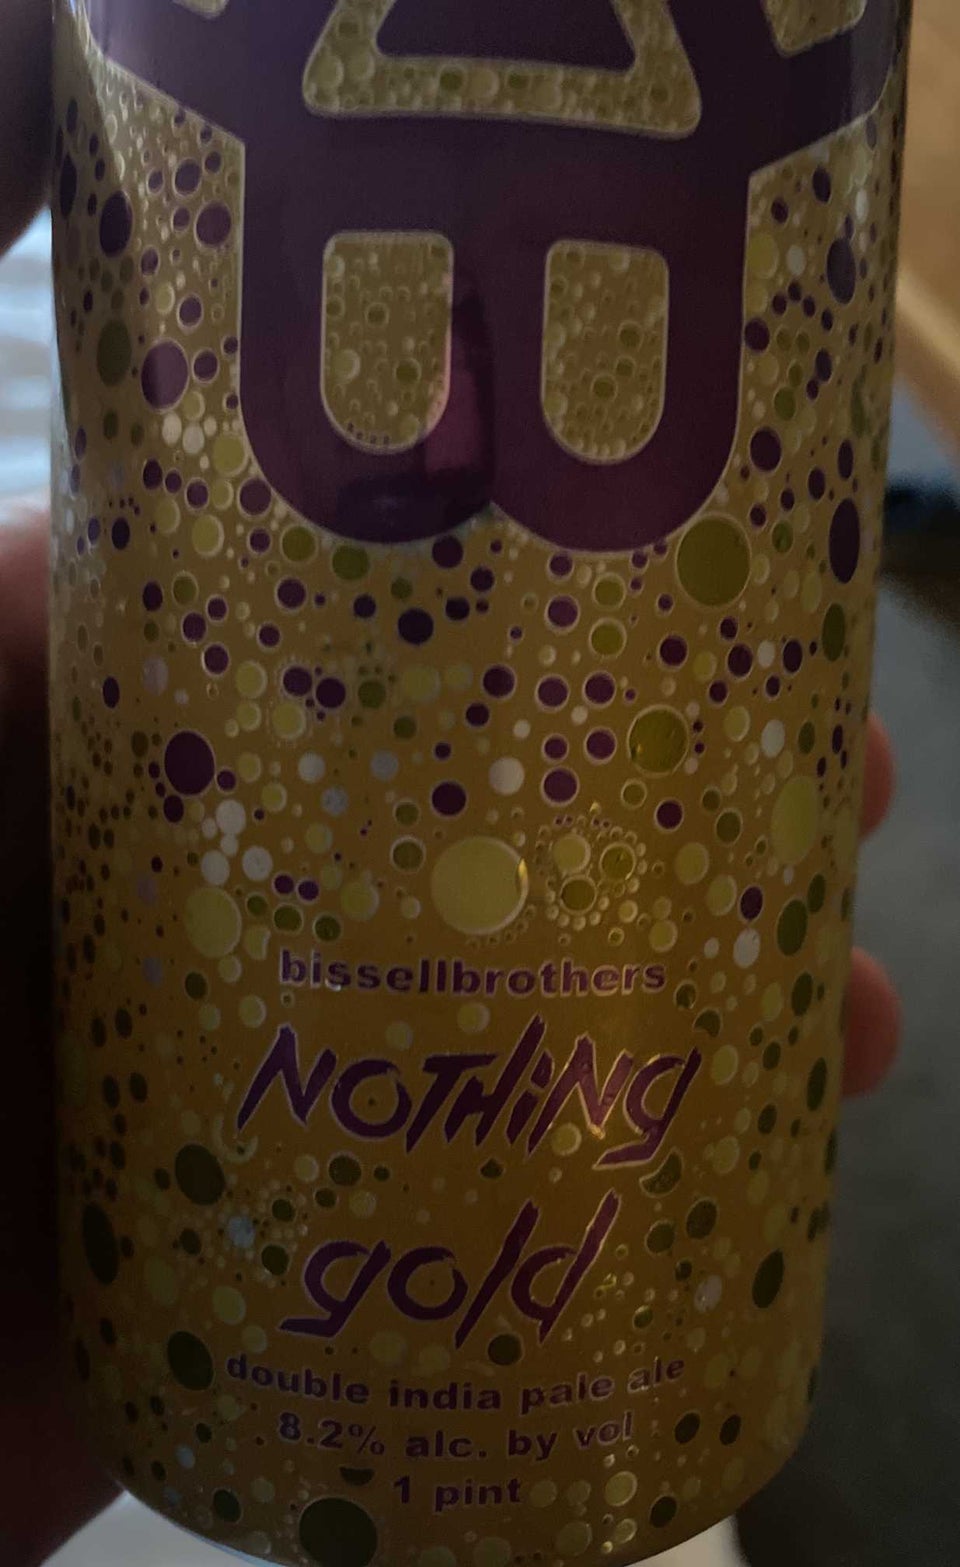 B
bissellbrothers
NOTHiNg
gold
double india pale ale
8.2% alc. by vol
1 pint